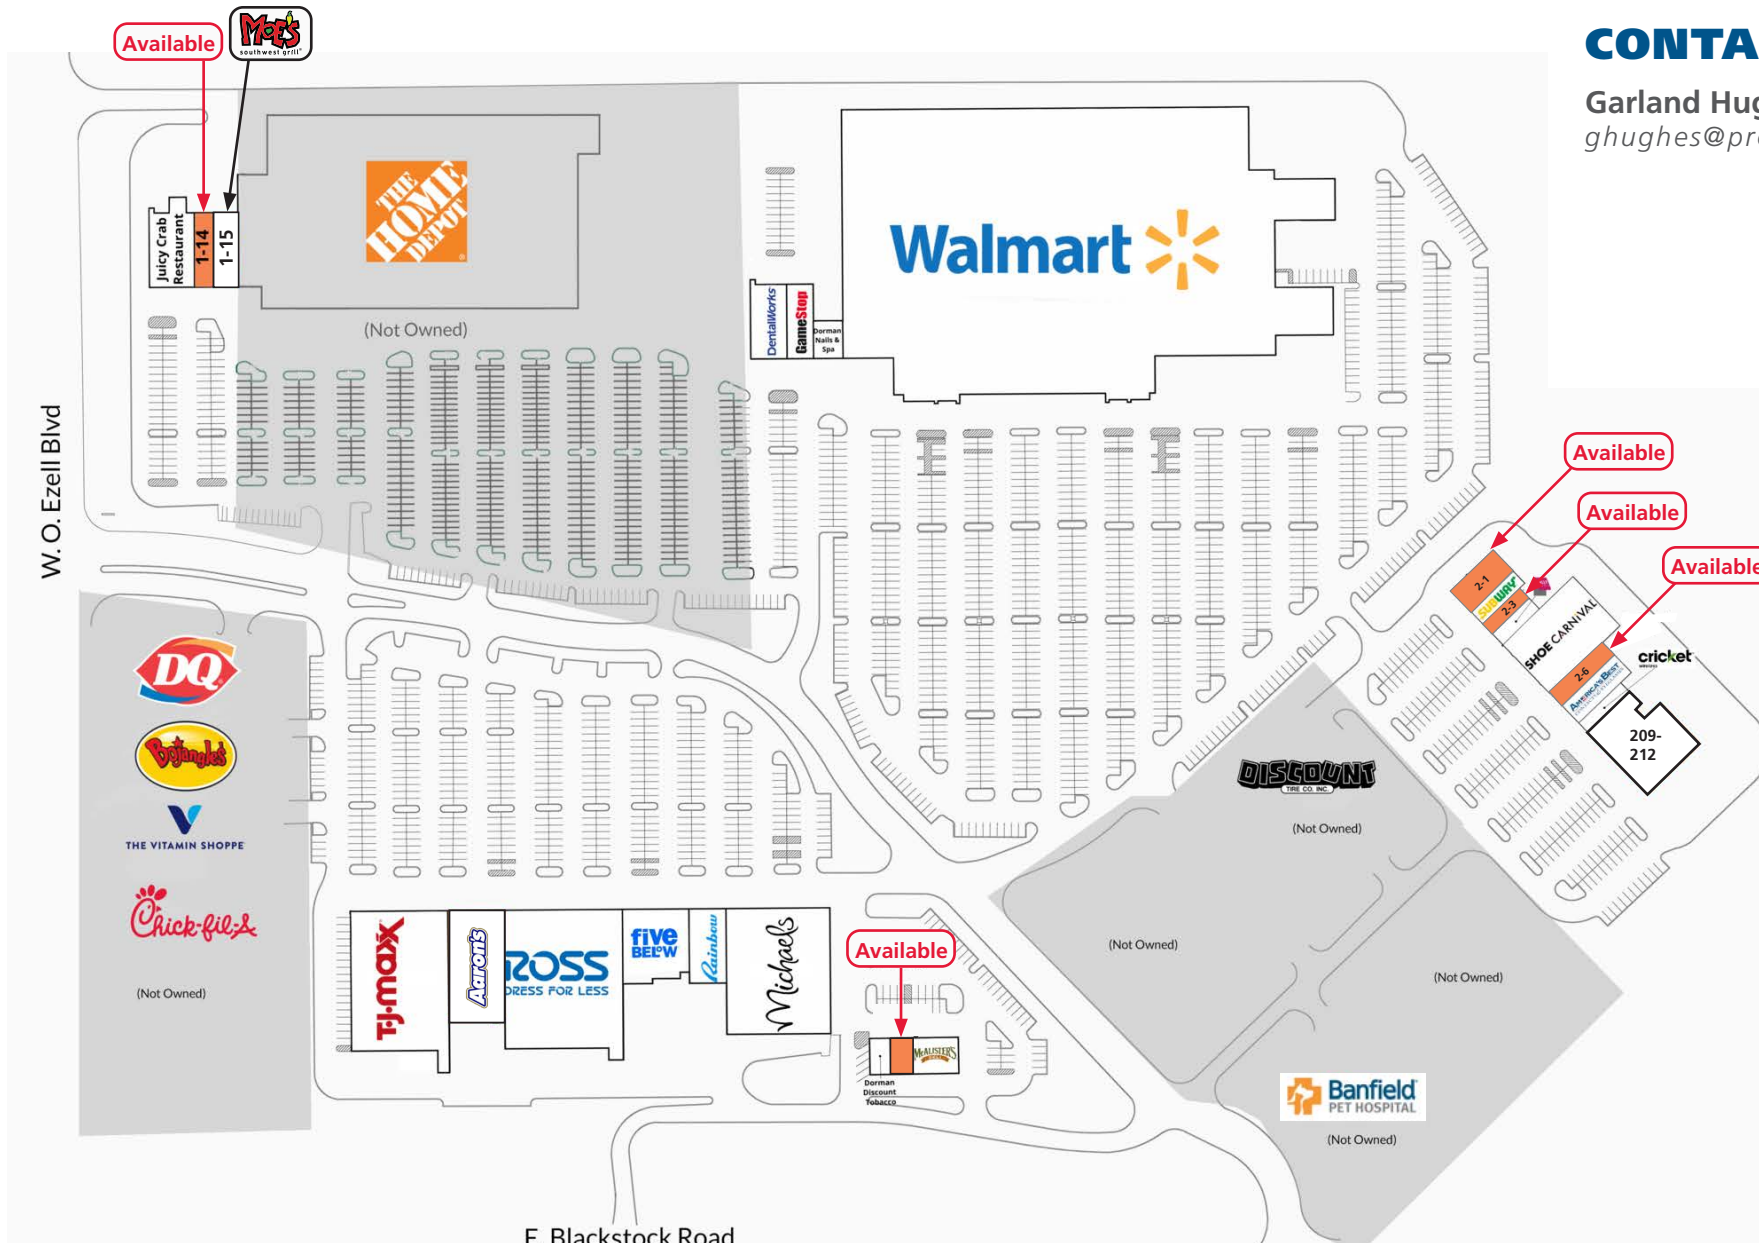 Available
MOE'S
southwest grill
CONTA
Garland Hug
ghughes@pro
Juicy Crab
Restaurant
1-14
1-15
THE
HOME
DEPOT
(Not Owned)
Walmart
DentalWorks
GameStop
Dorman
Nails &
Spa
W. O. Ezell Blvd
Available
Available
Available
2-1
SUBWAY
2-3
SHOE CARNIVAL
2-6
AMERICA'S BEST
cricket
wireless
209-
212
DQ
Bojangles
THE VITAMIN SHOPPE
Chick-fil-A
(Not Owned)
DISCOUNT
TIRE CO. INC.
(Not Owned)
(Not Owned)
(Not Owned)
T.J.maxx
Aaron's
ROSS
DRESS FOR LESS
five
BELOW
Rainbow
Michaels
Available
McALISTER'S
DELI
Dorman
Discount
Tobacco
Banfield
PET HOSPITAL
(Not Owned)
E. Blackstock Road